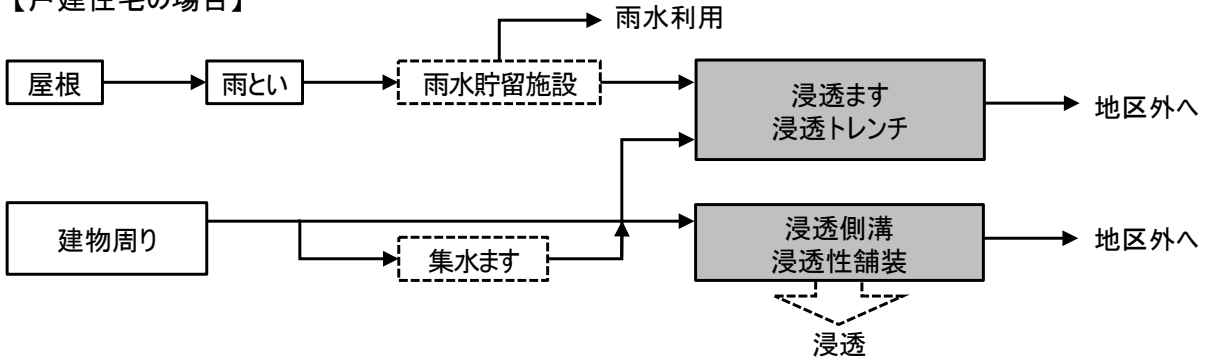 【戸建住宅の場合】
雨水利用
屋根
雨とい
雨水貯留施設
浸透ます
浸透トレンチ
地区外へ
建物周り
集水ます
浸透側溝
浸透性舗装
地区外へ
浸透